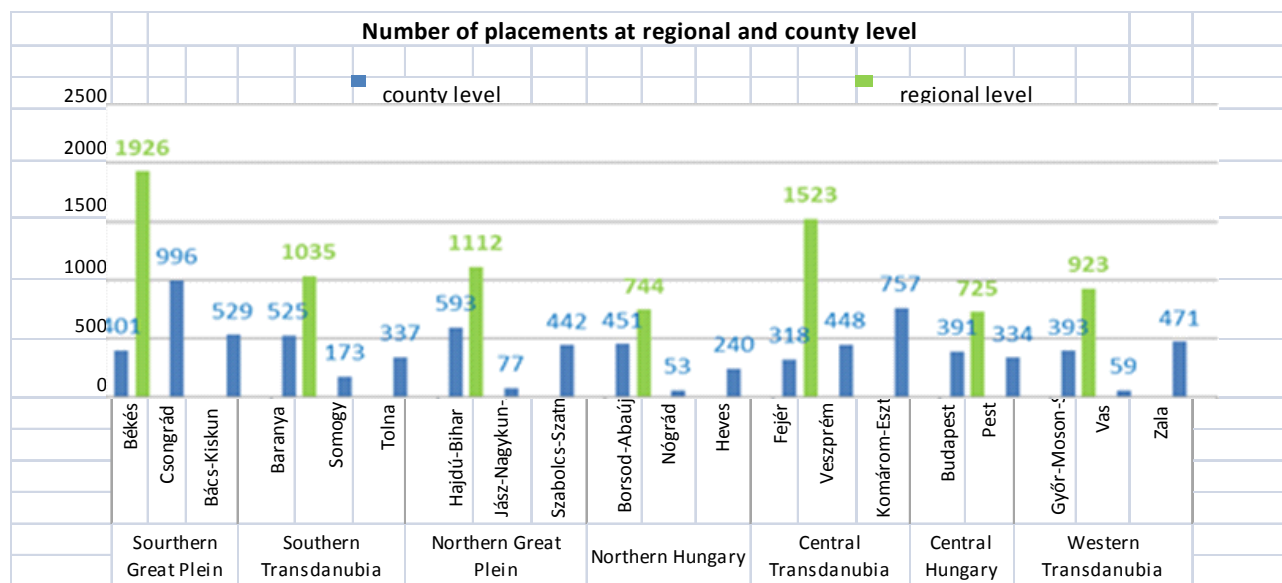 Number of placements at regional and county level
county level
regional level
2500
2000
1500
1000
500
0
1926
996
401
529
525
1035
173
337
593
1112
77
442
451
744
53
240
318
1523
448
757
391
725
334
393
923
59
471
Békés
Csongrád
Bács-Kiskun
Baranya
Somogy
Tolna
Hajdú-Bihar
Jász-Nagykun-
Szabolcs-Szatn
Borsod-Abaúj
Nógrád
Heves
Fejér
Veszprém
Komárom-Eszt
Budapest
Pest
Győr-Moson-S
Vas
Zala
Sourthern
Great Plein
Southern
Transdanubia
Northern Great
Plein
Northern Hungary
Central
Transdanubia
Central
Hungary
Western
Transdanubia